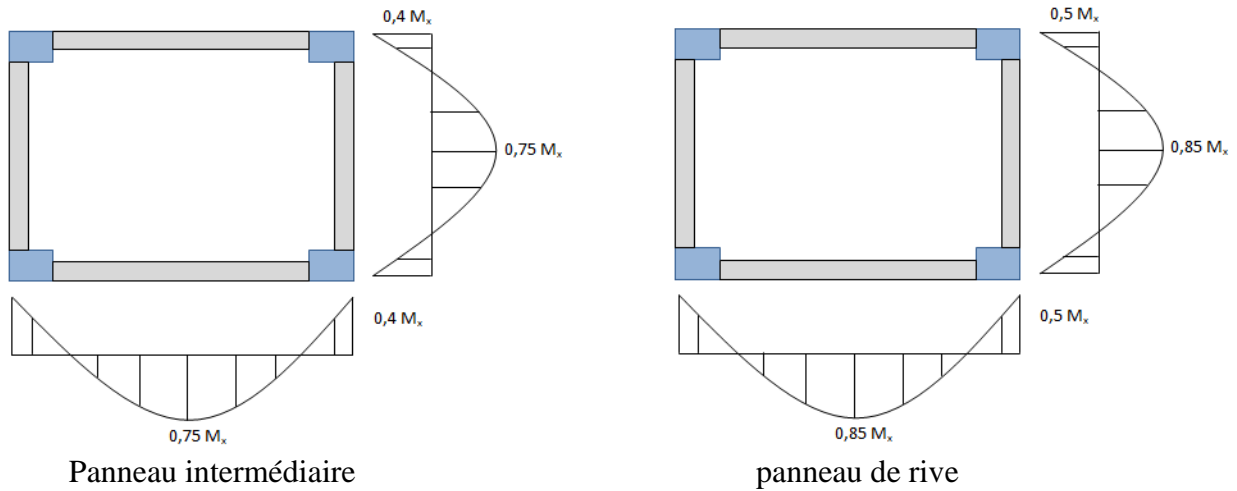 0,4 Mₓ
0,75 Mₓ
0,4 Mₓ
0,75 Mₓ
Panneau intermédiaire
0,5 Mₓ
0,85 Mₓ
0,5 Mₓ
0,85 Mₓ
panneau de rive